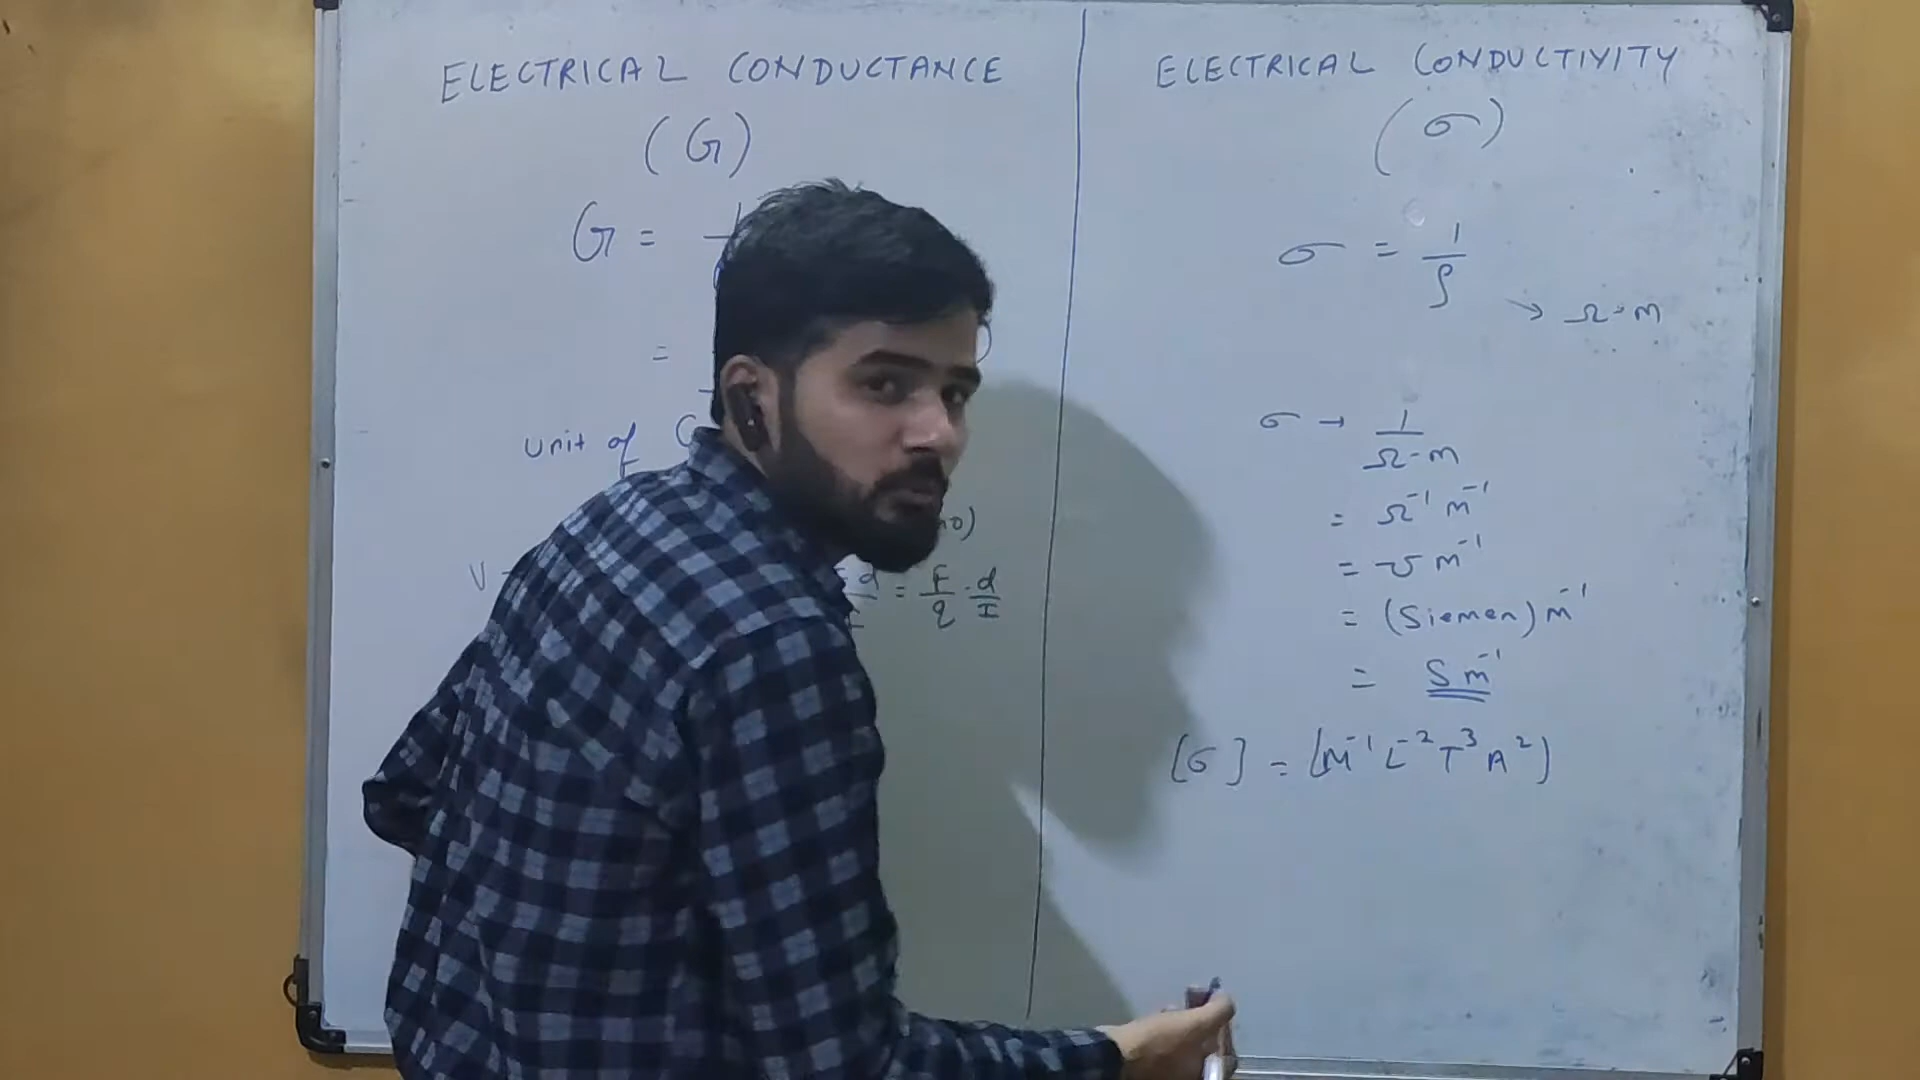 ELECTRICAL CONDUCTANCE
(G)
G =
=
unit of
= F/q · d/I
ELECTRICAL CONDUCTIVITY
(σ)
σ = 1/ρ
→ Ω-m
σ → 1/Ω-m
= Ω⁻¹ m⁻¹
= ℧ m⁻¹
= (Siemen) m⁻¹
= S m⁻¹
[σ] = [M⁻¹ L⁻² T³ A²]